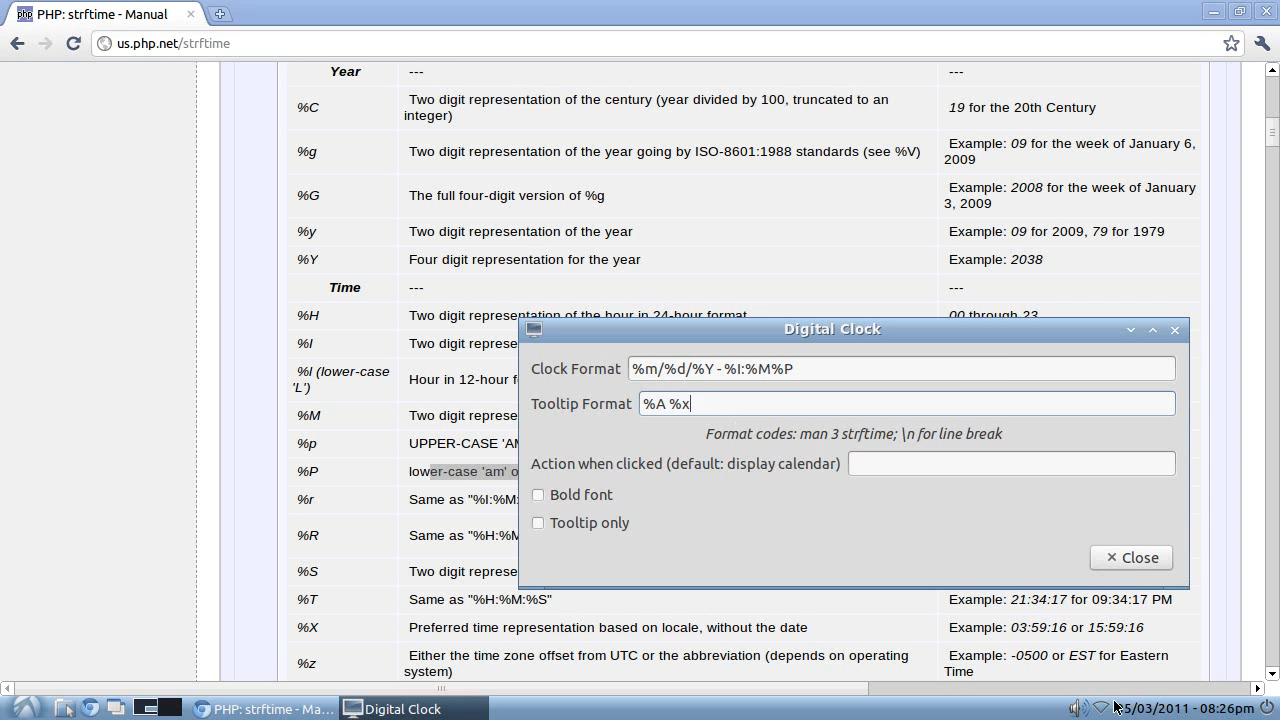 PHP: strftime - Manual
us.php.net/strftime
Year --- ---
%C Two digit representation of the century (year divided by 100, truncated to an integer) 19 for the 20th Century
%g Two digit representation of the year going by ISO-8601:1988 standards (see %V) Example: 09 for the week of January 6, 2009
%G The full four-digit version of %g Example: 2008 for the week of January 3, 2009
%y Two digit representation of the year Example: 09 for 2009, 79 for 1979
%Y Four digit representation for the year Example: 2038
Time --- ---
%H Two digit representation of the hour in 24-hour format 00 through 23
%I Two digit represe
%l (lower-case 'L') Hour in 12-hour f
%M Two digit represe
%p UPPER-CASE 'AM
%P lower-case 'am' o
%r Same as "%I:%M:
%R Same as "%H:%M
%S Two digit represe
%T Same as "%H:%M:%S" Example: 21:34:17 for 09:34:17 PM
%X Preferred time representation based on locale, without the date Example: 03:59:16 or 15:59:16
%z Either the time zone offset from UTC or the abbreviation (depends on operating system) Example: -0500 or EST for Eastern Time
Digital Clock
Clock Format %m/%d/%Y - %I:%M%P
Tooltip Format %A %x
Format codes: man 3 strftime; \n for line break
Action when clicked (default: display calendar)
Bold font
Tooltip only
Close
PHP: strftime - Ma...
Digital Clock
5/03/2011 - 08:26pm